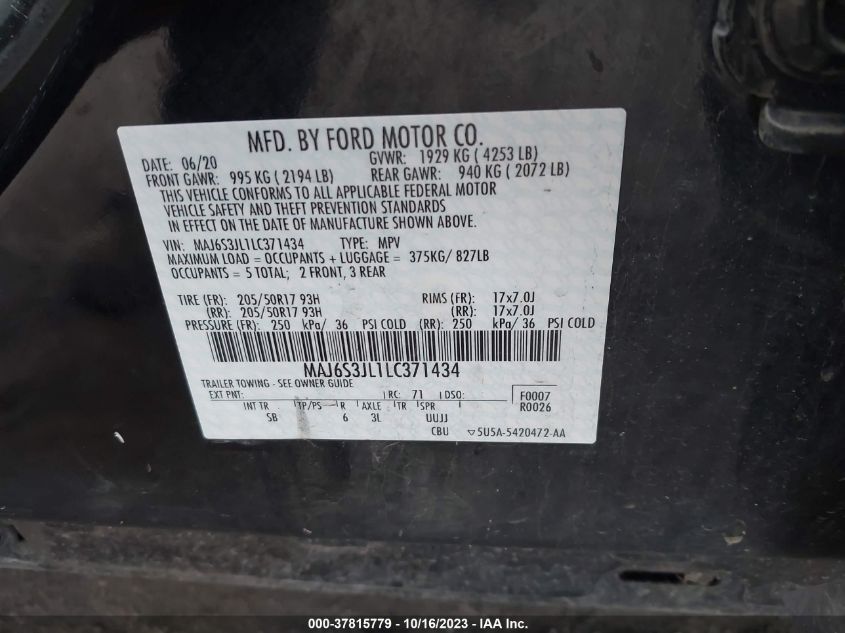 MFD. BY FORD MOTOR CO.
DATE: 06/20 GVWR: 1929 KG ( 4253 LB)
FRONT GAWR: 995 KG ( 2194 LB) REAR GAWR: 940 KG ( 2072 LB)
THIS VEHICLE CONFORMS TO ALL APPLICABLE FEDERAL MOTOR
VEHICLE SAFETY AND THEFT PREVENTION STANDARDS
IN EFFECT ON THE DATE OF MANUFACTURE SHOWN ABOVE.
VIN: MAJ6S3JL1LC371434 TYPE: MPV
MAXIMUM LOAD = OCCUPANTS + LUGGAGE = 375KG/ 827LB
OCCUPANTS = 5 TOTAL; 2 FRONT, 3 REAR
TIRE (FR): 205/50R17 93H RIMS (FR): 17x7.0J
(RR): 205/50R17 93H (RR): 17x7.0J
PRESSURE (FR): 250 kPa/ 36 PSI COLD (RR): 250 kPa/ 36 PSI COLD
MAJ6S3JL1LC371434
TRAILER TOWING - SEE OWNER GUIDE
EXT PNT: RC: 71 DSO: F0007
INT TR TP/PS R AXLE TR SPR R0026
SB 6 3L UUJJ
CBU ▽5U5A-5420472-AA
000-37815779 - 10/16/2023 - IAA Inc.